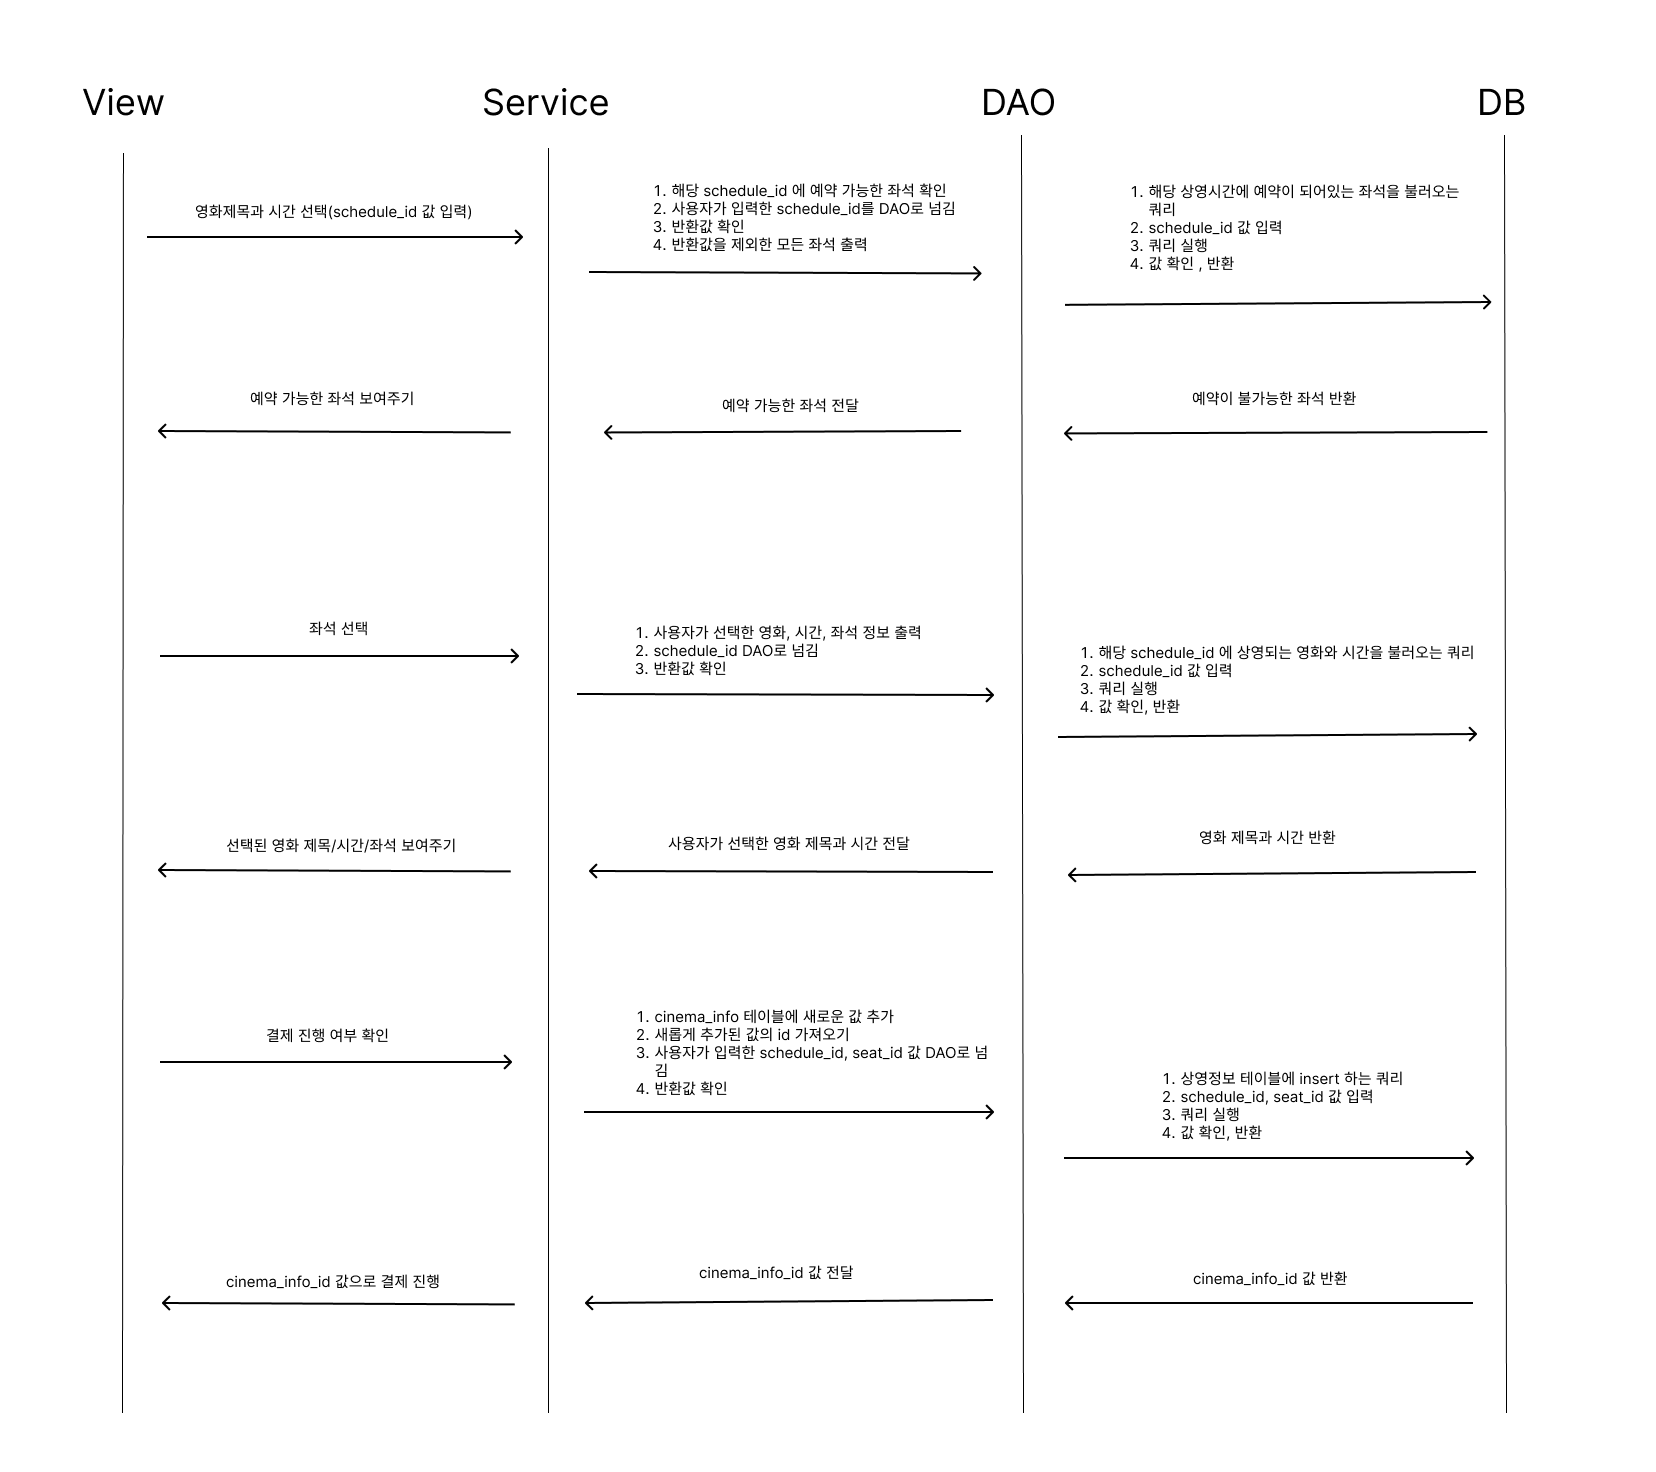 View
Service
DAO
DB
영화제목과 시간 선택(schedule_id 값 입력)
1. 해당 schedule_id 에 예약 가능한 좌석 확인
2. 사용자가 입력한 schedule_id를 DAO로 넘김
3. 반환값 확인
4. 반환값을 제외한 모든 좌석 출력
1. 해당 상영시간에 예약이 되어있는 좌석을 불러오는
쿼리
2. schedule_id 값 입력
3. 쿼리 실행
4. 값 확인 , 반환
예약 가능한 좌석 보여주기
예약 가능한 좌석 전달
예약이 불가능한 좌석 반환
좌석 선택
1. 사용자가 선택한 영화, 시간, 좌석 정보 출력
2. schedule_id DAO로 넘김
3. 반환값 확인
1. 해당 schedule_id 에 상영되는 영화와 시간을 불러오는 쿼리
2. schedule_id 값 입력
3. 쿼리 실행
4. 값 확인, 반환
선택된 영화 제목/시간/좌석 보여주기
사용자가 선택한 영화 제목과 시간 전달
영화 제목과 시간 반환
결제 진행 여부 확인
1. cinema_info 테이블에 새로운 값 추가
2. 새롭게 추가된 값의 id 가져오기
3. 사용자가 입력한 schedule_id, seat_id 값 DAO로 넘
김
4. 반환값 확인
1. 상영정보 테이블에 insert 하는 쿼리
2. schedule_id, seat_id 값 입력
3. 쿼리 실행
4. 값 확인, 반환
cinema_info_id 값으로 결제 진행
cinema_info_id 값 전달
cinema_info_id 값 반환